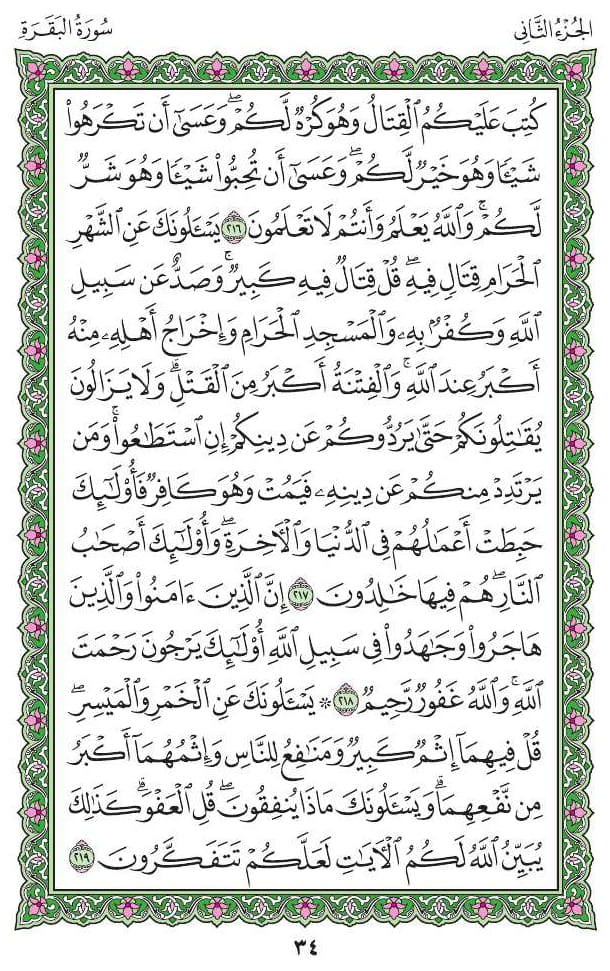 الجُزْءُ الثَّانِى
سُورَةُ البَقَرَةِ
كُتِبَ عَلَيْكُمُ ٱلْقِتَالُ وَهُوَ كُرْهٌ لَّكُمْ ۖ وَعَسَىٰٓ أَن تَكْرَهُوا۟
شَيْـًٔا وَهُوَ خَيْرٌ لَّكُمْ ۖ وَعَسَىٰٓ أَن تُحِبُّوا۟ شَيْـًٔا وَهُوَ شَرٌّ
لَّكُمْ ۗ وَٱللَّهُ يَعْلَمُ وَأَنتُمْ لَا تَعْلَمُونَ ٢١٦ يَسْـَٔلُونَكَ عَنِ ٱلشَّهْرِ
ٱلْحَرَامِ قِتَالٍ فِيهِ ۖ قُلْ قِتَالٌ فِيهِ كَبِيرٌ ۖ وَصَدٌّ عَن سَبِيلِ
ٱللَّهِ وَكُفْرٌۢ بِهِۦ وَٱلْمَسْجِدِ ٱلْحَرَامِ وَإِخْرَاجُ أَهْلِهِۦ مِنْهُ
أَكْبَرُ عِندَ ٱللَّهِ ۚ وَٱلْفِتْنَةُ أَكْبَرُ مِنَ ٱلْقَتْلِ ۗ وَلَا يَزَالُونَ
يُقَـٰتِلُونَكُمْ حَتَّىٰ يَرُدُّوكُمْ عَن دِينِكُمْ إِنِ ٱسْتَطَـٰعُوا۟ ۚ وَمَن
يَرْتَدِدْ مِنكُمْ عَن دِينِهِۦ فَيَمُتْ وَهُوَ كَافِرٌ فَأُو۟لَـٰٓئِكَ
حَبِطَتْ أَعْمَـٰلُهُمْ فِى ٱلدُّنْيَا وَٱلْـَٔاخِرَةِ ۖ وَأُو۟لَـٰٓئِكَ أَصْحَـٰبُ
ٱلنَّارِ ۖ هُمْ فِيهَا خَـٰلِدُونَ ٢١٧ إِنَّ ٱلَّذِينَ ءَامَنُوا۟ وَٱلَّذِينَ
هَاجَرُوا۟ وَجَـٰهَدُوا۟ فِى سَبِيلِ ٱللَّهِ أُو۟لَـٰٓئِكَ يَرْجُونَ رَحْمَتَ
ٱللَّهِ ۚ وَٱللَّهُ غَفُورٌ رَّحِيمٌ ٢١٨ ۞ يَسْـَٔلُونَكَ عَنِ ٱلْخَمْرِ وَٱلْمَيْسِرِ ۖ
قُلْ فِيهِمَآ إِثْمٌ كَبِيرٌ وَمَنَـٰفِعُ لِلنَّاسِ وَإِثْمُهُمَآ أَكْبَرُ
مِن نَّفْعِهِمَا ۗ وَيَسْـَٔلُونَكَ مَاذَا يُنفِقُونَ ۖ قُلِ ٱلْعَفْوَ ۗ كَذَٰلِكَ
يُبَيِّنُ ٱللَّهُ لَكُمُ ٱلْـَٔايَـٰتِ لَعَلَّكُمْ تَتَفَكَّرُونَ ٢١٩
٣٤